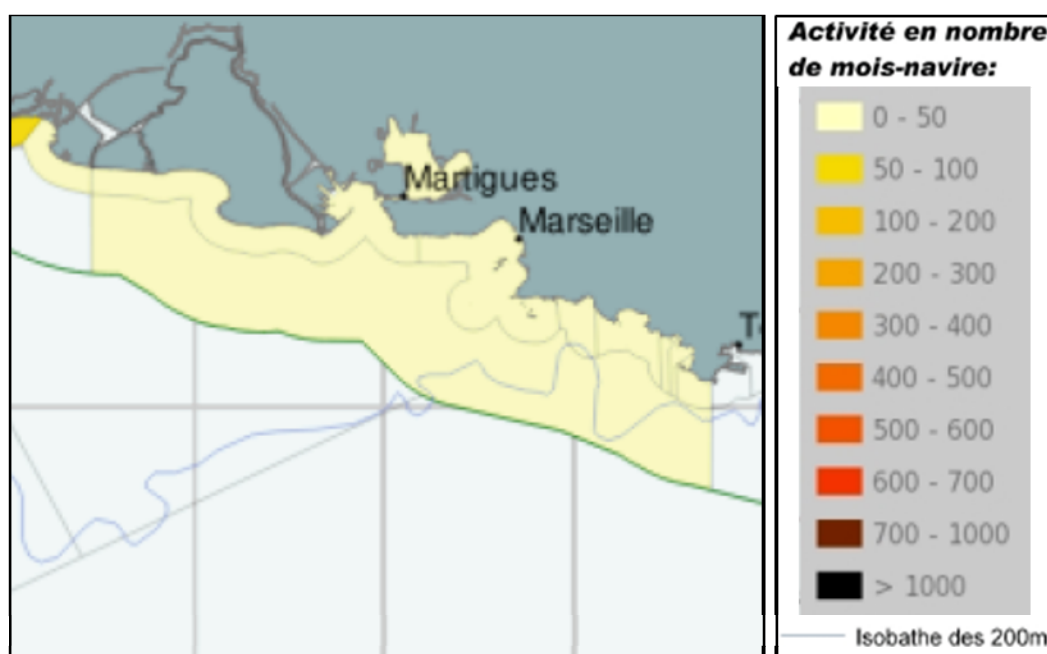 Activité en nombre
de mois-navire:
0 - 50
50 - 100
100 - 200
200 - 300
300 - 400
400 - 500
500 - 600
600 - 700
700 - 1000
> 1000
Isobathe des 200m
Martigues
Marseille